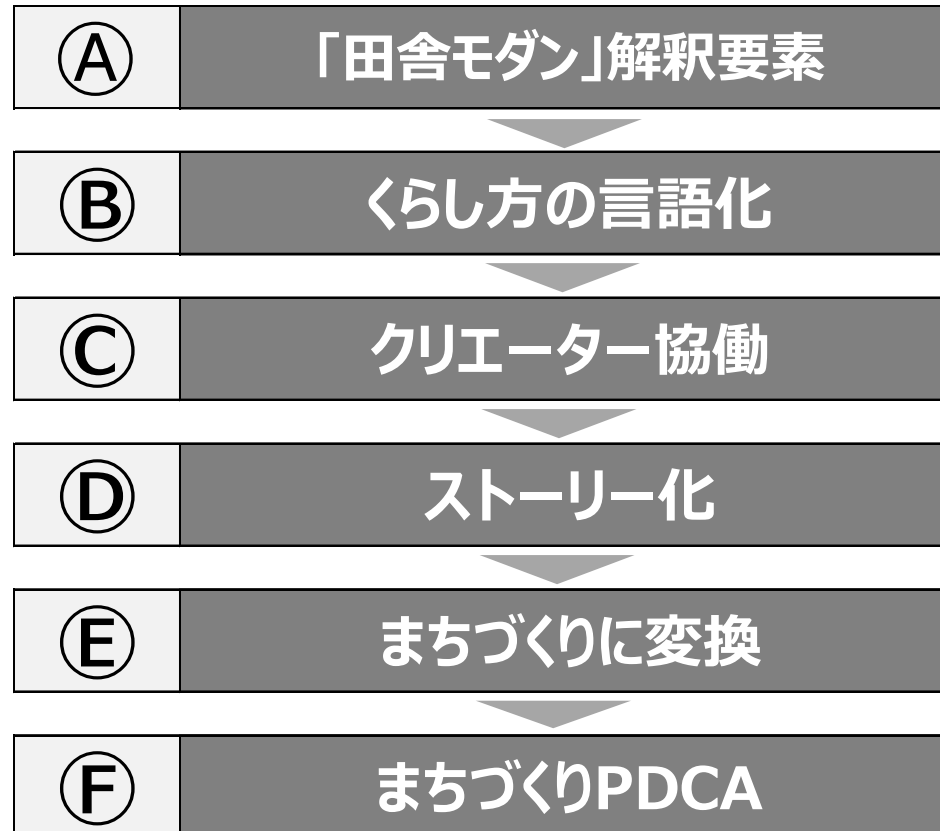 Ⓐ 「田舎モダン」解釈要素
Ⓑ くらし方の言語化
Ⓒ クリエーター協働
Ⓓ ストーリー化
Ⓔ まちづくりに変換
Ⓕ まちづくりPDCA